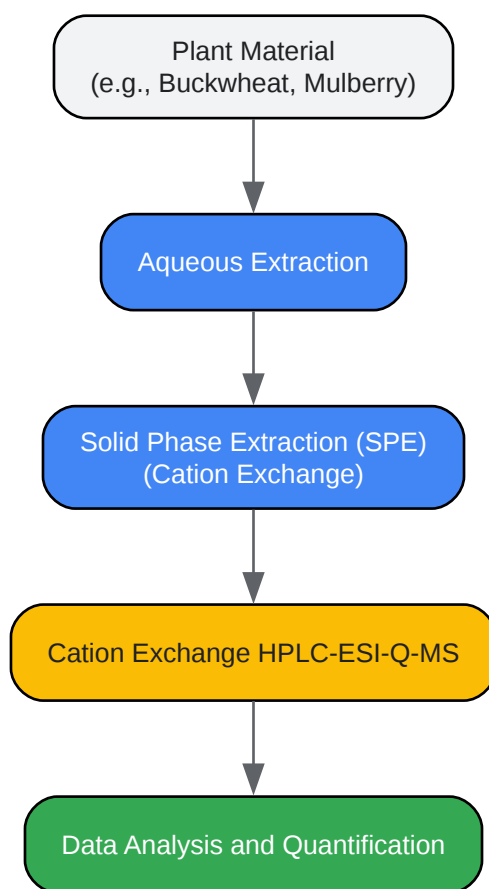 Plant Material
(e.g., Buckwheat, Mulberry)
Aqueous Extraction
Solid Phase Extraction (SPE)
(Cation Exchange)
Cation Exchange HPLC-ESI-Q-MS
Data Analysis and Quantification